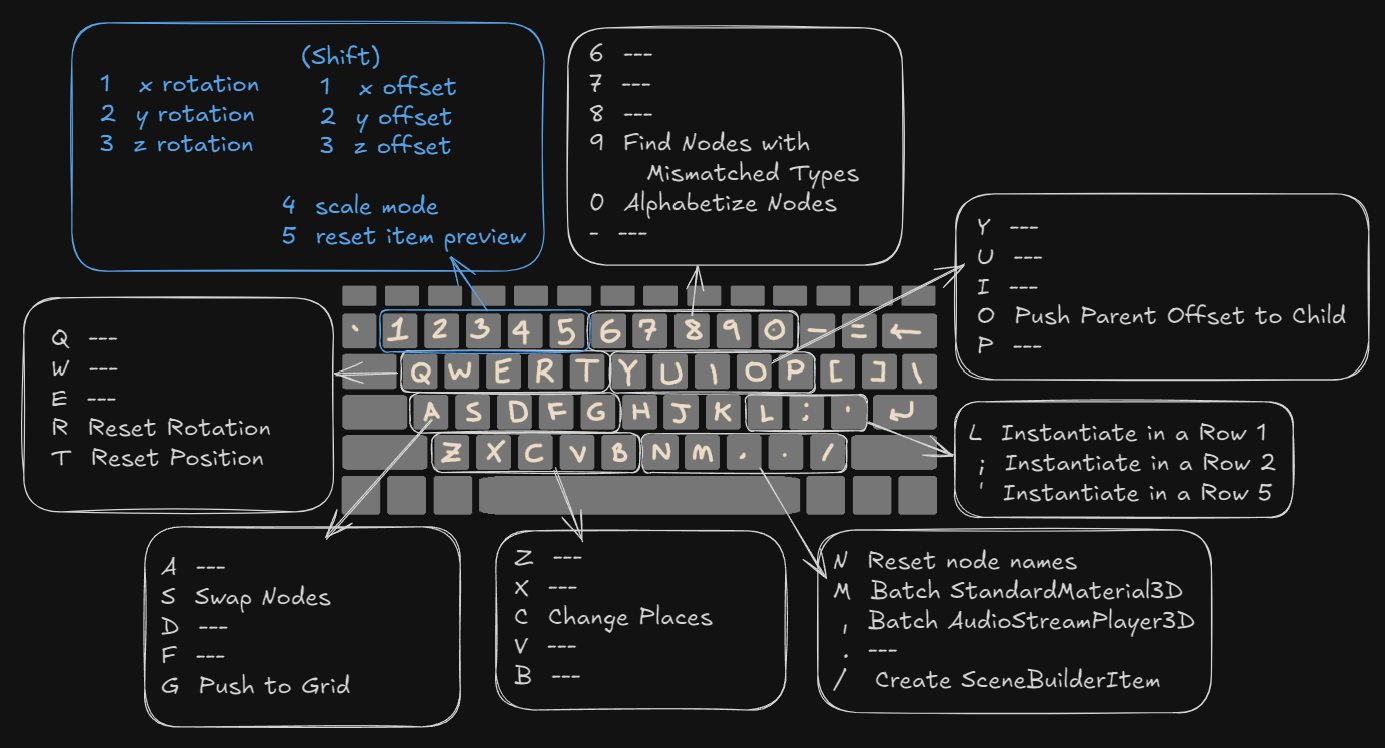 (Shift)
1 x rotation
2 y rotation
3 z rotation
1 x offset
2 y offset
3 z offset
4 scale mode
5 reset item preview
6 ---
7 ---
8 ---
9 Find Nodes with
Mismatched Types
0 Alphabetize Nodes
- ---
Y ---
U ---
I ---
O Push Parent Offset to Child
P ---
Q ---
W ---
E ---
R Reset Rotation
T Reset Position
` 1 2 3 4 5 6 7 8 9 0 - = ←
Q W E R T Y U I O P [ ] \
A S D F G H J K L ; ' ↵
Z X C V B N M , . /
L Instantiate in a Row 1
; Instantiate in a Row 2
' Instantiate in a Row 5
A ---
S Swap Nodes
D ---
F ---
G Push to Grid
Z ---
X ---
C Change Places
V ---
B ---
N Reset node names
M Batch StandardMaterial3D
, Batch AudioStreamPlayer3D
. ---
/ Create SceneBuilderItem